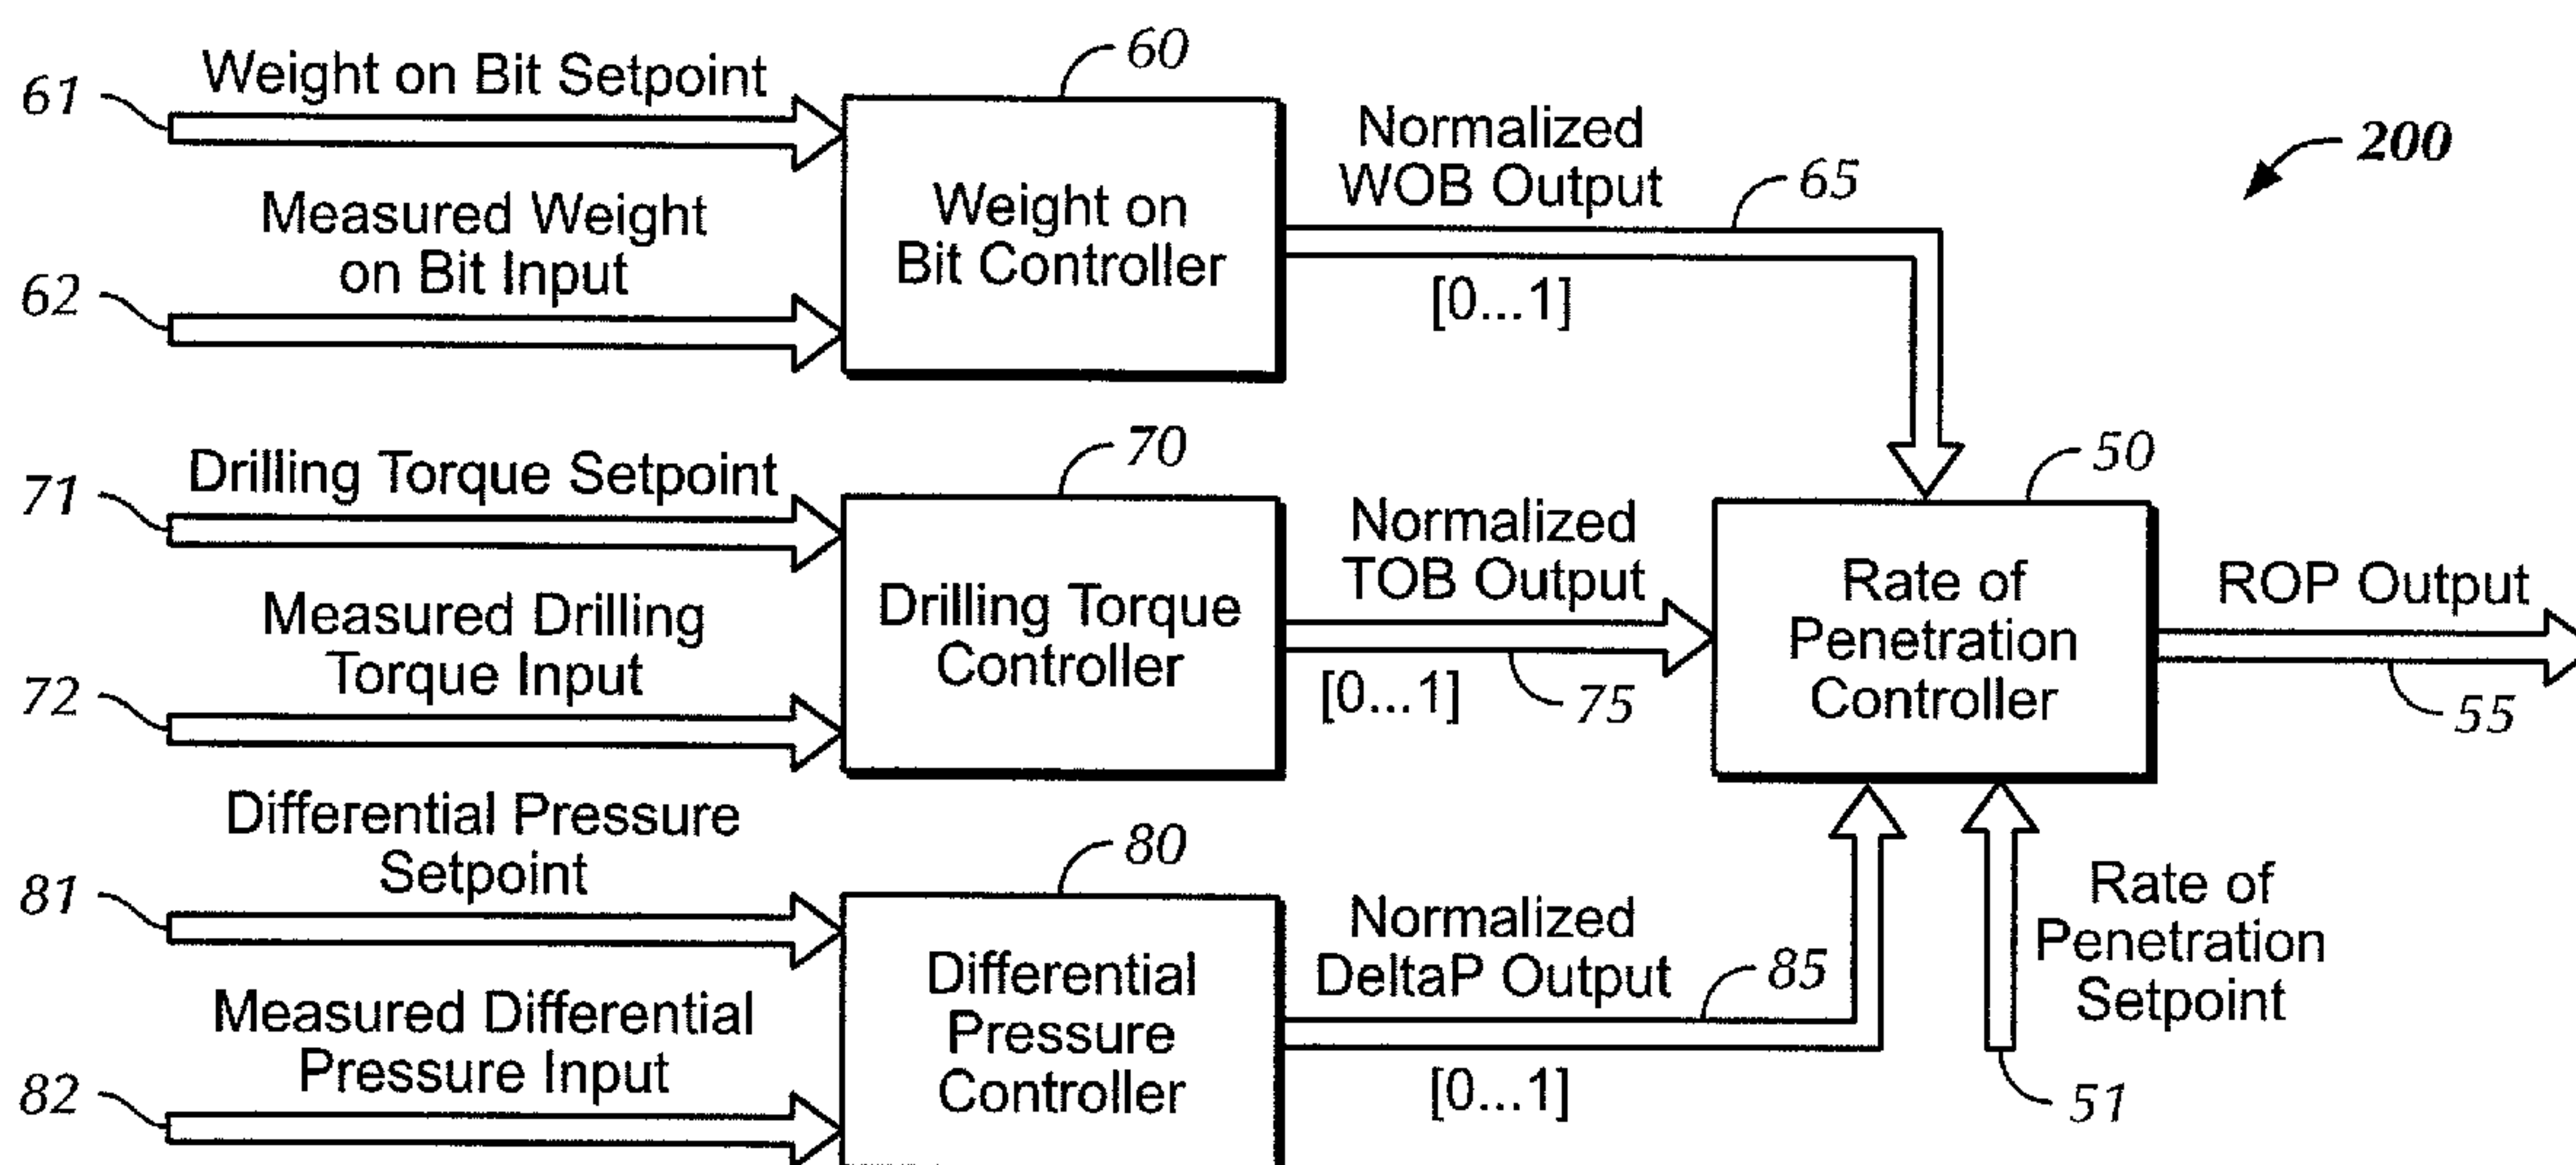 60
61
Weight on Bit Setpoint
Measured Weight
on Bit Input
62
Weight on
Bit Controller
Normalized
WOB Output
65
[0...1]
200
70
71
Drilling Torque Setpoint
Measured Drilling
Torque Input
72
Drilling Torque
Controller
Normalized
TOB Output
[0...1]
75
50
Rate of
Penetration
Controller
ROP Output
55
Differential Pressure
Setpoint
81
80
Measured Differential
Pressure Input
82
Differential
Pressure
Controller
Normalized
DeltaP Output
85
[0...1]
Rate of
Penetration
Setpoint
51